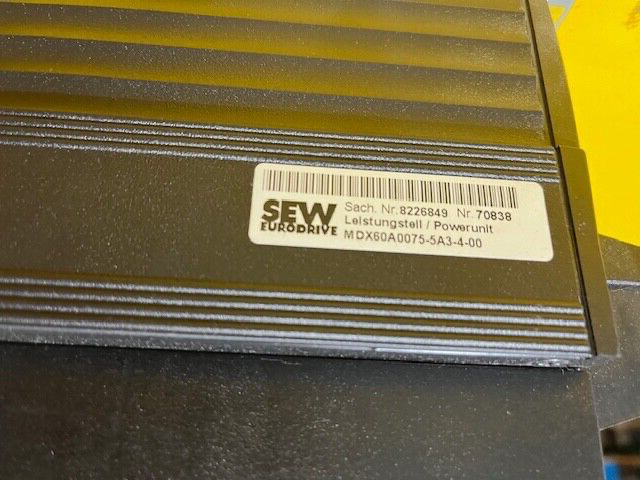 SEW
EURODRIVE
Sach. Nr.8226849 Nr.70838
Leistungsteil / Powerunit
MDX60A0075-5A3-4-00